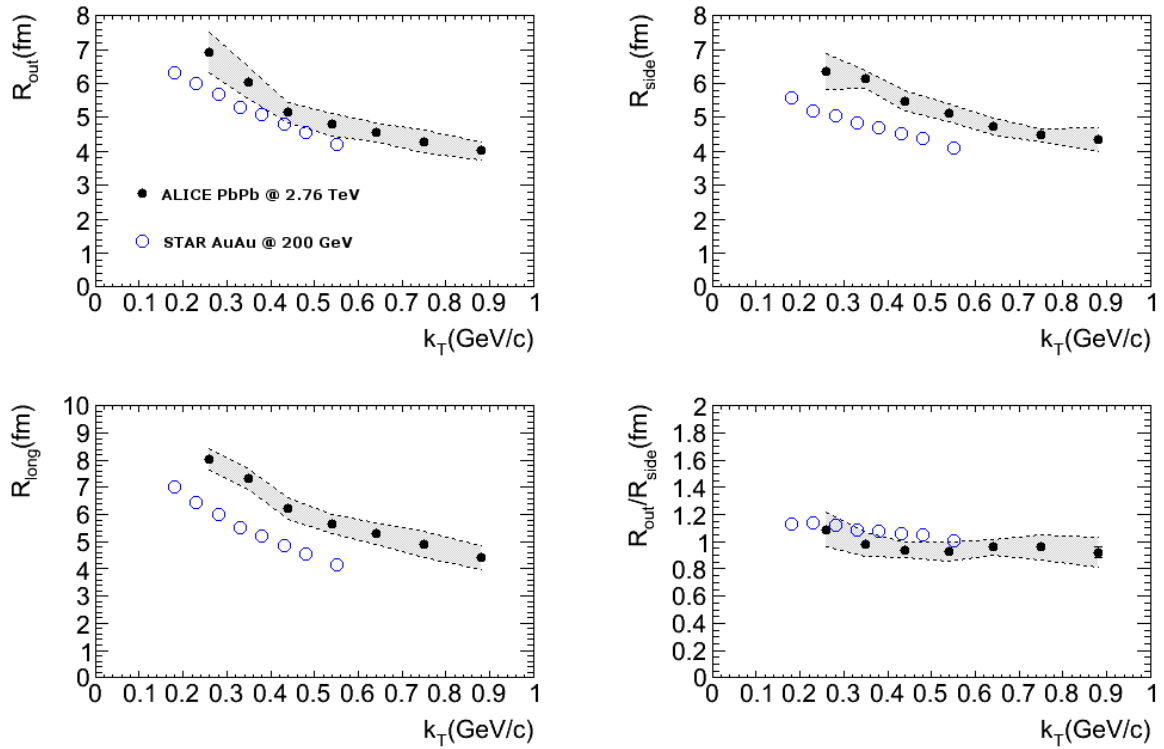 R_out(fm)
8
7
6
5
4
3
2
1
0
ALICE PbPb @ 2.76 TeV
STAR AuAu @ 200 GeV
0 0.1 0.2 0.3 0.4 0.5 0.6 0.7 0.8 0.9 1
k_T(GeV/c)
R_side(fm)
8
7
6
5
4
3
2
1
0
0 0.1 0.2 0.3 0.4 0.5 0.6 0.7 0.8 0.9 1
k_T(GeV/c)
R_long(fm)
10
9
8
7
6
5
4
3
2
1
0
0 0.1 0.2 0.3 0.4 0.5 0.6 0.7 0.8 0.9 1
k_T(GeV/c)
R_out/R_side(fm)
2
1.8
1.6
1.4
1.2
1
0.8
0.6
0.4
0.2
0
0 0.1 0.2 0.3 0.4 0.5 0.6 0.7 0.8 0.9 1
k_T(GeV/c)